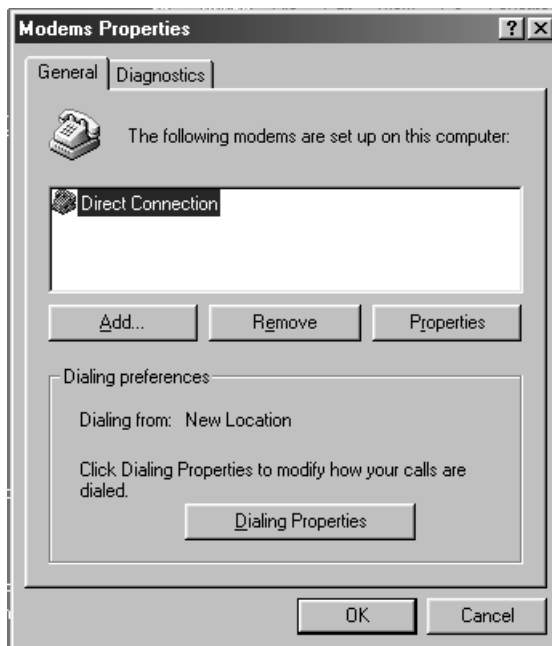 Modems Properties
General
Diagnostics
The following modems are set up on this computer:
Direct Connection
Add...
Remove
Properties
Dialing preferences
Dialing from: New Location
Click Dialing Properties to modify how your calls are
dialed.
Dialing Properties
OK
Cancel